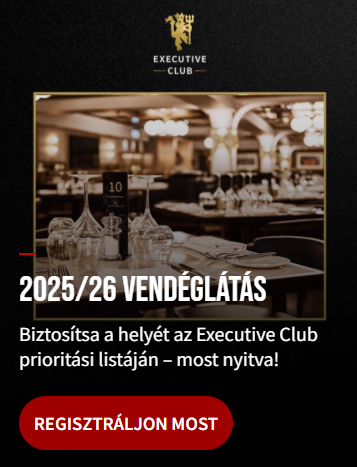 EXECUTIVE
CLUB
10
2025/26 VENDÉGLÁTÁS
Biztosítsa a helyét az Executive Club
prioritási listáján – most nyitva!
REGISZTRÁLJON MOST